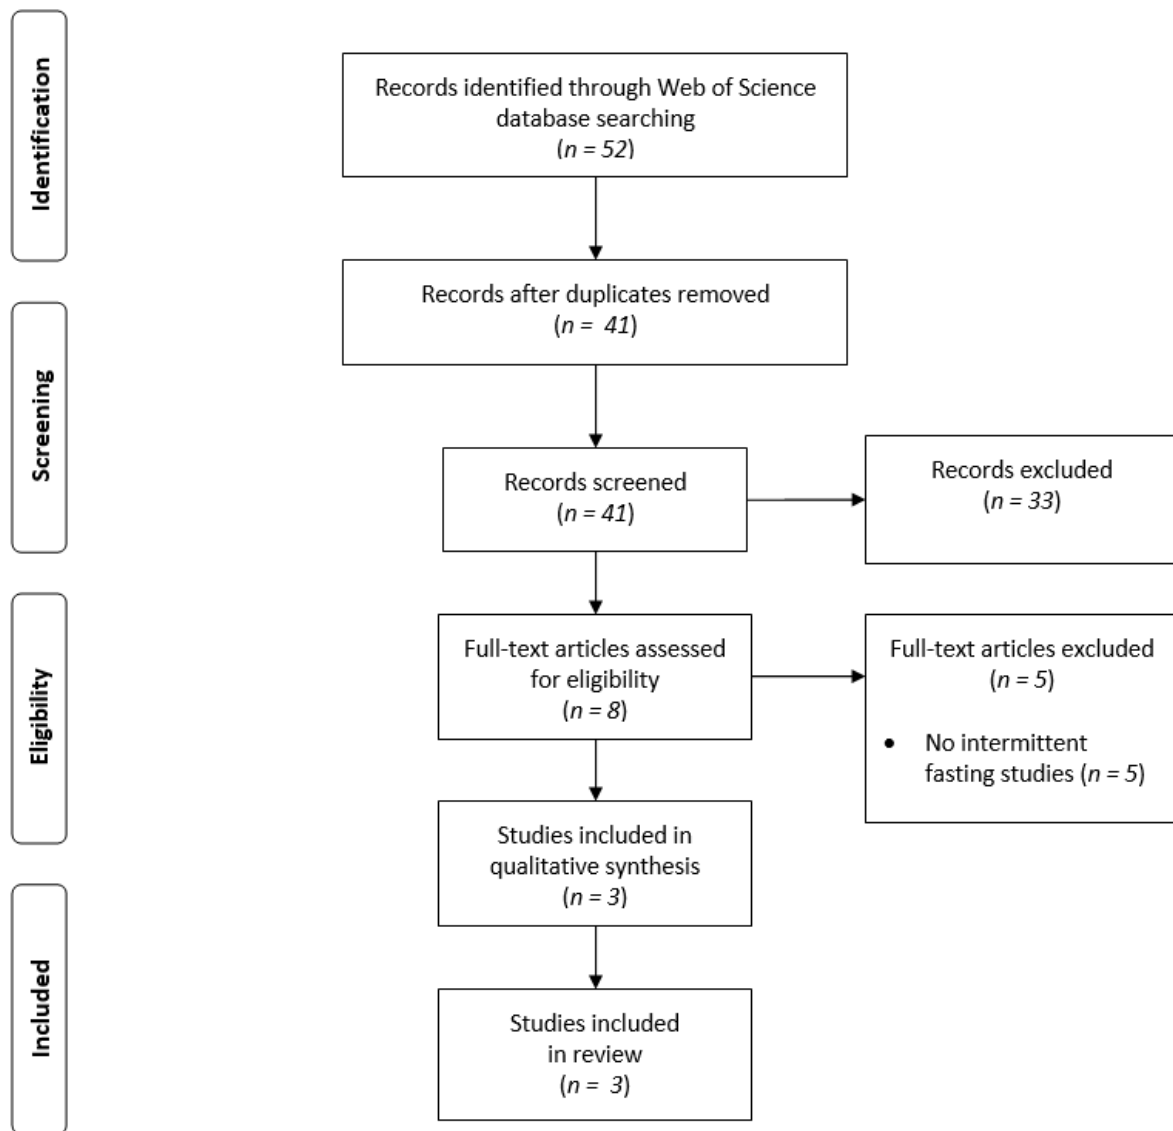 Identification
Records identified through Web of Science
database searching
(n = 52)
Records after duplicates removed
(n = 41)
Screening
Records screened
(n = 41)
Records excluded
(n = 33)
Eligibility
Full-text articles assessed
for eligibility
(n = 8)
Full-text articles excluded
(n = 5)
• No intermittent
fasting studies (n = 5)
Studies included in
qualitative synthesis
(n = 3)
Included
Studies included
in review
(n = 3)